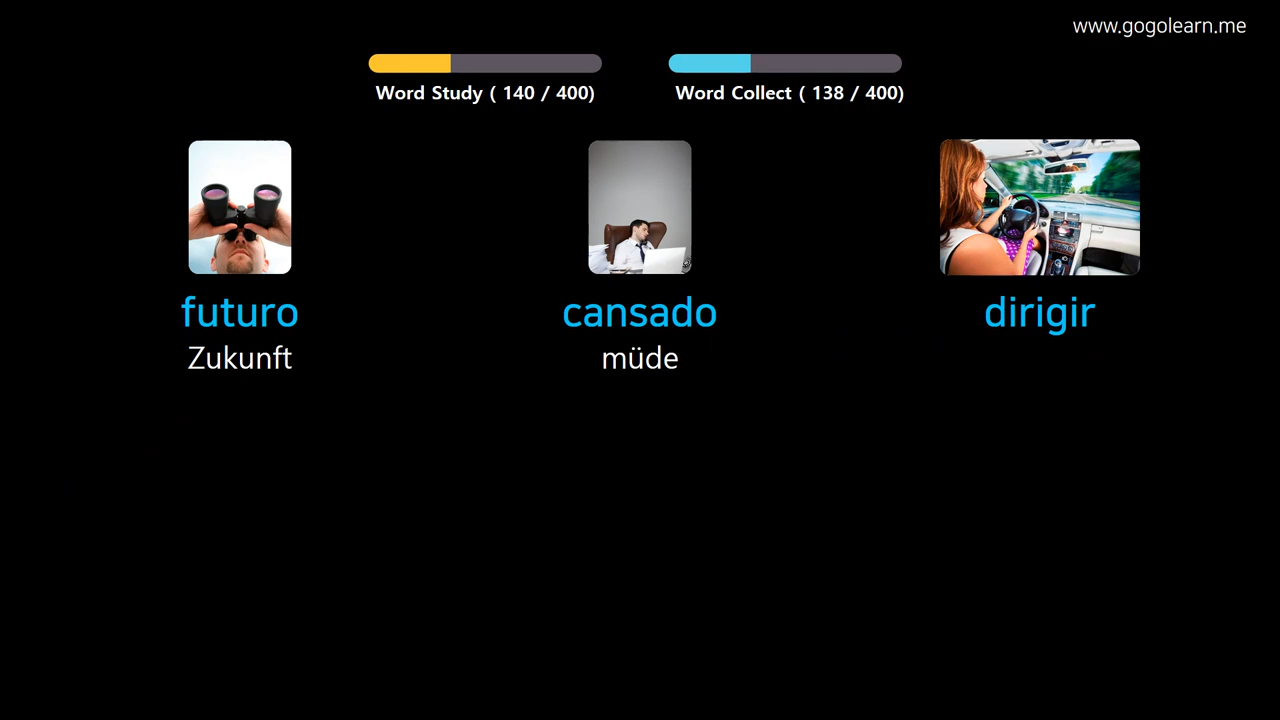 www.gogolearn.me
Word Study ( 140 / 400)
Word Collect ( 138 / 400)
futuro
Zukunft
cansado
müde
dirigir